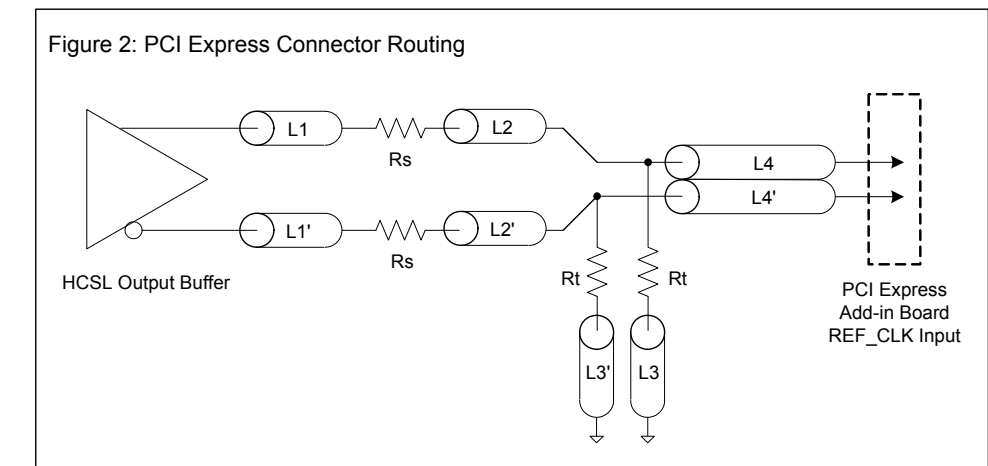 Figure 2: PCI Express Connector Routing
L1
Rs
L2
L4
L4'
L1'
Rs
L2'
HCSL Output Buffer
Rt
Rt
L3'
L3
PCI Express
Add-in Board
REF_CLK Input